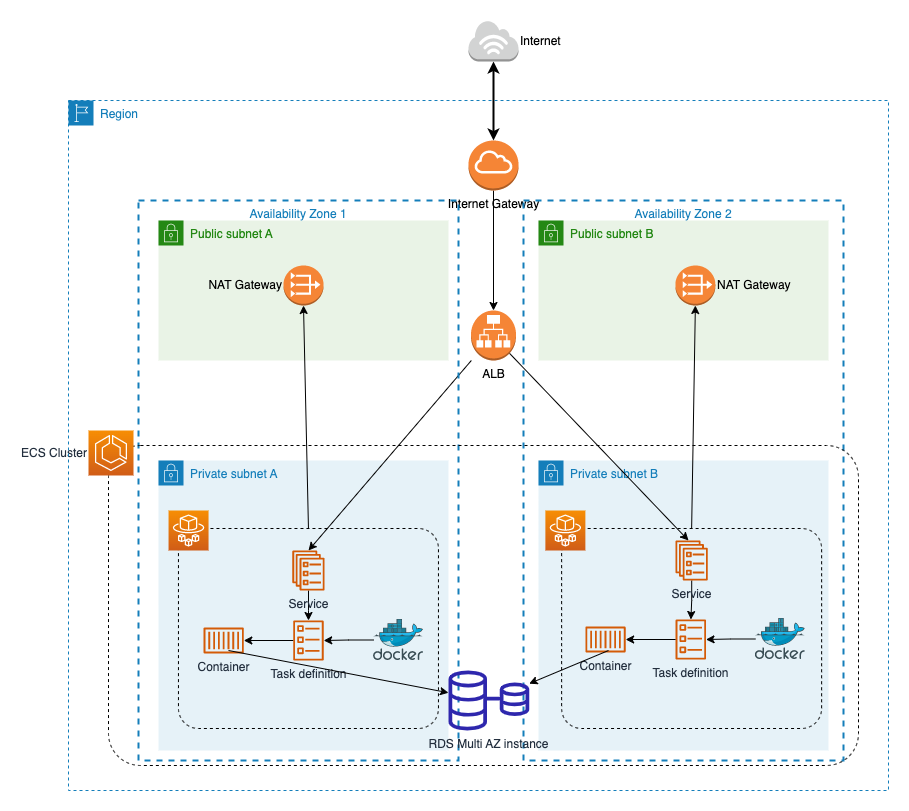 Internet
Region
Internet Gateway
Availability Zone 1
Availability Zone 2
Public subnet A
Public subnet B
NAT Gateway
NAT Gateway
ALB
ECS Cluster
Private subnet A
Private subnet B
Service
Service
docker
docker
Container
Task definition
Container
Task definition
RDS Multi AZ instance